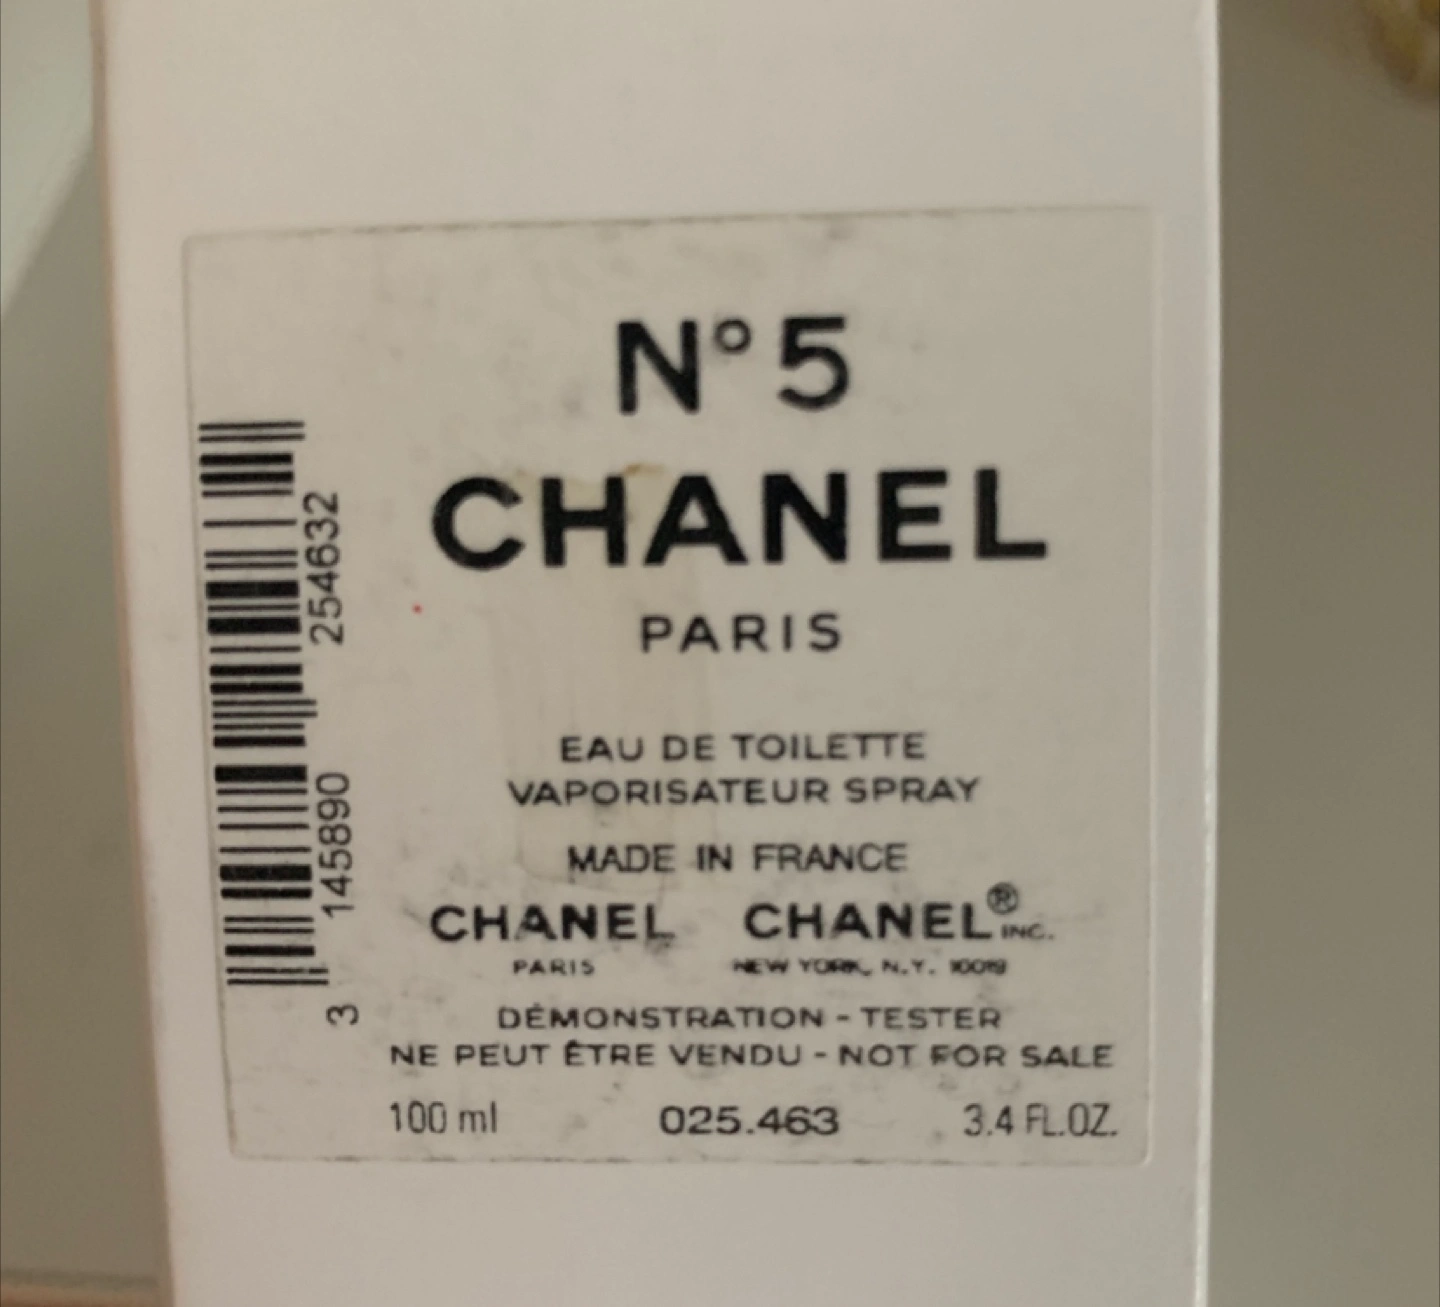 N° 5
CHANEL
PARIS
EAU DE TOILETTE
VAPORISATEUR SPRAY
MADE IN FRANCE
CHANEL CHANEL® INC.
PARIS NEW YORK, N.Y. 10019
DÉMONSTRATION - TESTER
NE PEUT ÊTRE VENDU - NOT FOR SALE
100 ml 025.463 3.4 FL.OZ.
3 145890 254632